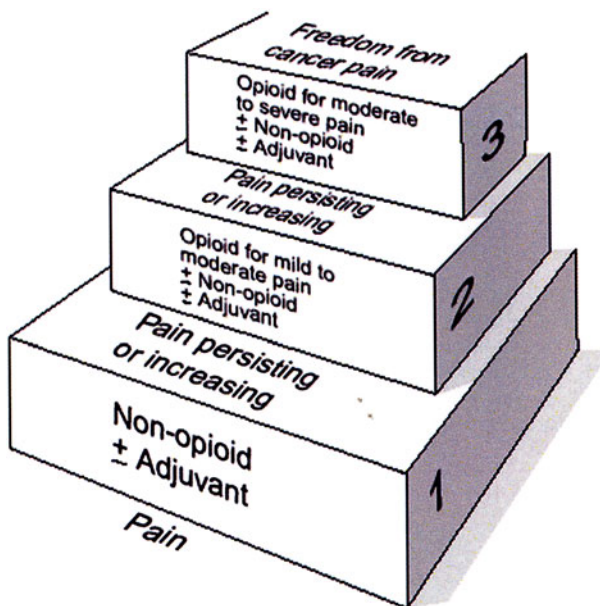 Freedom from
cancer pain
Opioid for moderate
to severe pain
± Non-opioid
± Adjuvant
3
Pain persisting
or increasing
Opioid for mild to
moderate pain
± Non-opioid
± Adjuvant
2
Pain persisting
or increasing
Non-opioid
± Adjuvant
1
Pain